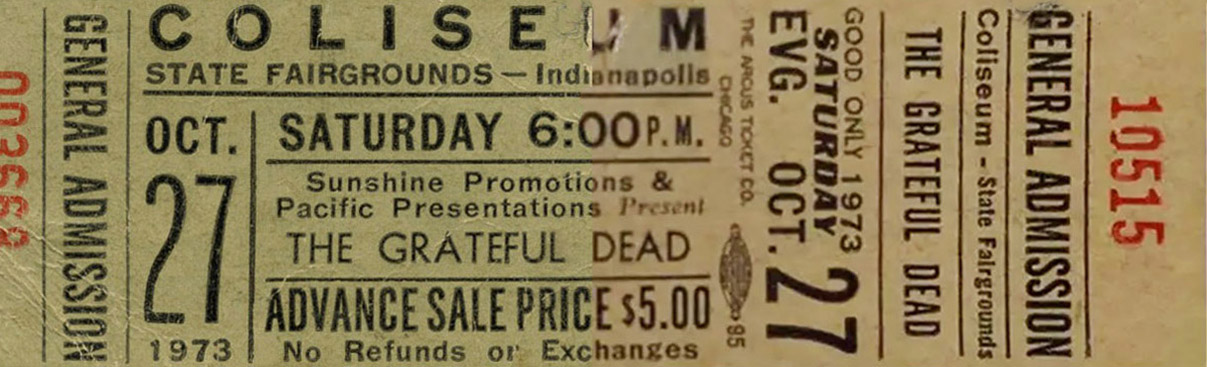 00369
GENERAL ADMISSION
COLISEUM
STATE FAIRGROUNDS — Indianapolis
OCT.
27
1973
SATURDAY 6:00 P.M.
Sunshine Promotions &
Pacific Presentations Present
THE GRATEFUL DEAD
ADVANCE SALE PRICE $5.00
No Refunds or Exchanges
THE ARCUS TICKET CO.
CHICAGO
95
GOOD ONLY 1973
SATURDAY
EVG. OCT. 27
THE GRATEFUL DEAD
Coliseum - State Fairgrounds
GENERAL ADMISSION
10515